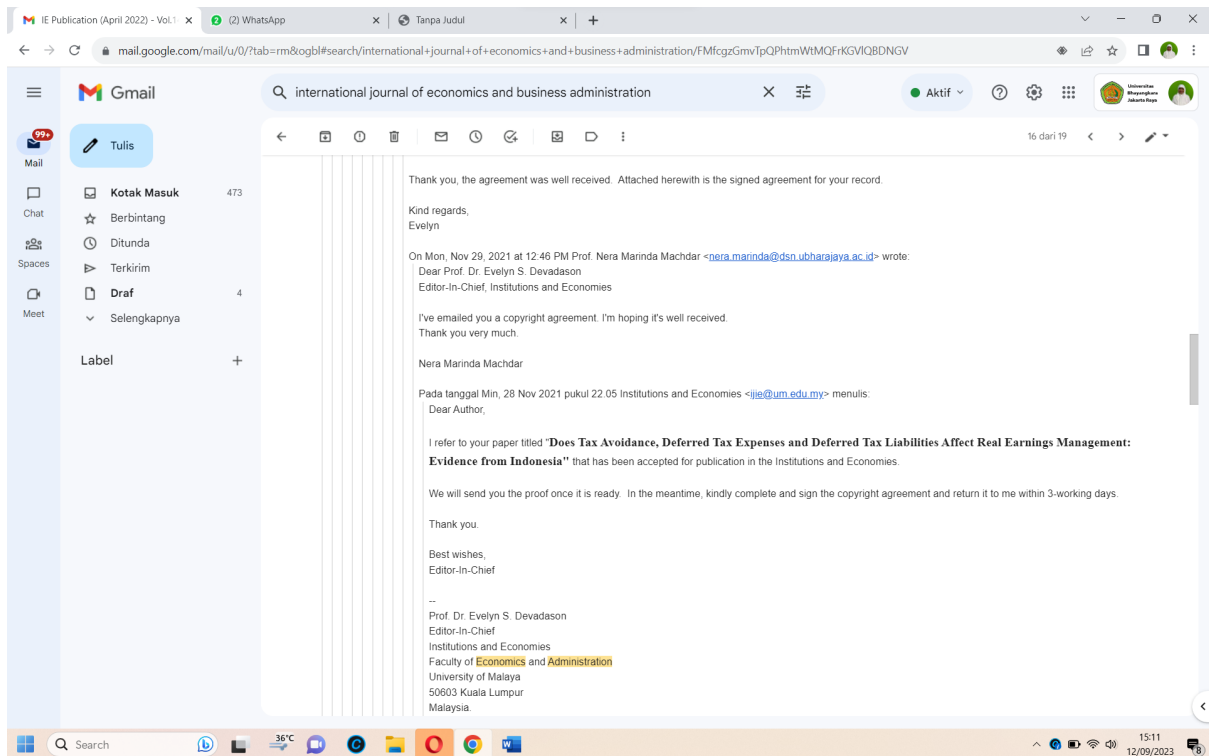 IE Publication (April 2022) - Vol.1
(2) WhatsApp
Tanpa Judul
mail.google.com/mail/u/0/?tab=rm&ogbl#search/international+journal+of+economics+and+business+administration/FMfcgzGmvTpQPhtmWtMQFrKGVlQBDNGV
Gmail
international journal of economics and business administration
Aktif
Universitas
Bhayangkara
Jakarta Raya
99+
Mail
Chat
Spaces
Meet
Tulis
Kotak Masuk 473
Berbintang
Ditunda
Terkirim
Draf 4
Selengkapnya
Label
16 dari 19
Thank you, the agreement was well received. Attached herewith is the signed agreement for your record.
Kind regards,
Evelyn
On Mon, Nov 29, 2021 at 12:46 PM Prof. Nera Marinda Machdar <nera.marinda@dsn.ubharajaya.ac.id> wrote:
Dear Prof. Dr. Evelyn S. Devadason
Editor-In-Chief, Institutions and Economies
I've emailed you a copyright agreement. I'm hoping it's well received.
Thank you very much.
Nera Marinda Machdar
Pada tanggal Min, 28 Nov 2021 pukul 22.05 Institutions and Economies <ijie@um.edu.my> menulis:
Dear Author,
I refer to your paper titled "Does Tax Avoidance, Deferred Tax Expenses and Deferred Tax Liabilities Affect Real Earnings Management:
Evidence from Indonesia" that has been accepted for publication in the Institutions and Economies.
We will send you the proof once it is ready. In the meantime, kindly complete and sign the copyright agreement and return it to me within 3-working days.
Thank you.
Best wishes,
Editor-In-Chief
--
Prof. Dr. Evelyn S. Devadason
Editor-In-Chief
Institutions and Economies
Faculty of Economics and Administration
University of Malaya
50603 Kuala Lumpur
Malaysia.
Search
36°C
15:11
12/09/2023
8